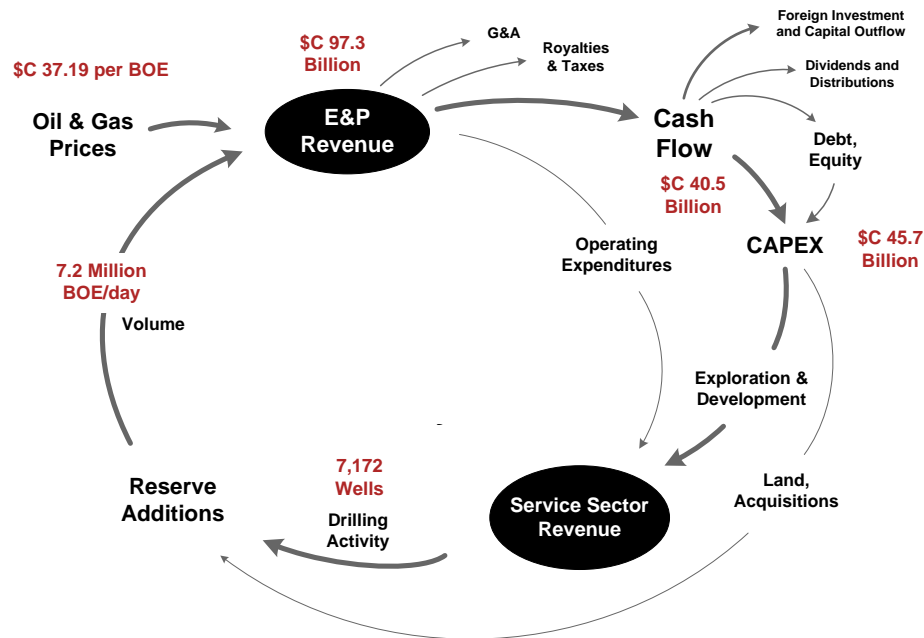 Foreign Investment
and Capital Outflow
G&A
$C 97.3
Billion
Royalties
& Taxes
$C 37.19 per BOE
Dividends and
Distributions
Oil & Gas
Prices
E&P
Revenue
Cash
Flow
Debt,
Equity
$C 40.5
Billion
CAPEX
$C 45.7
Billion
Operating
Expenditures
7.2 Million
BOE/day
Volume
Exploration &
Development
7,172
Wells
Reserve
Additions
Drilling
Activity
Service Sector
Revenue
Land,
Acquisitions